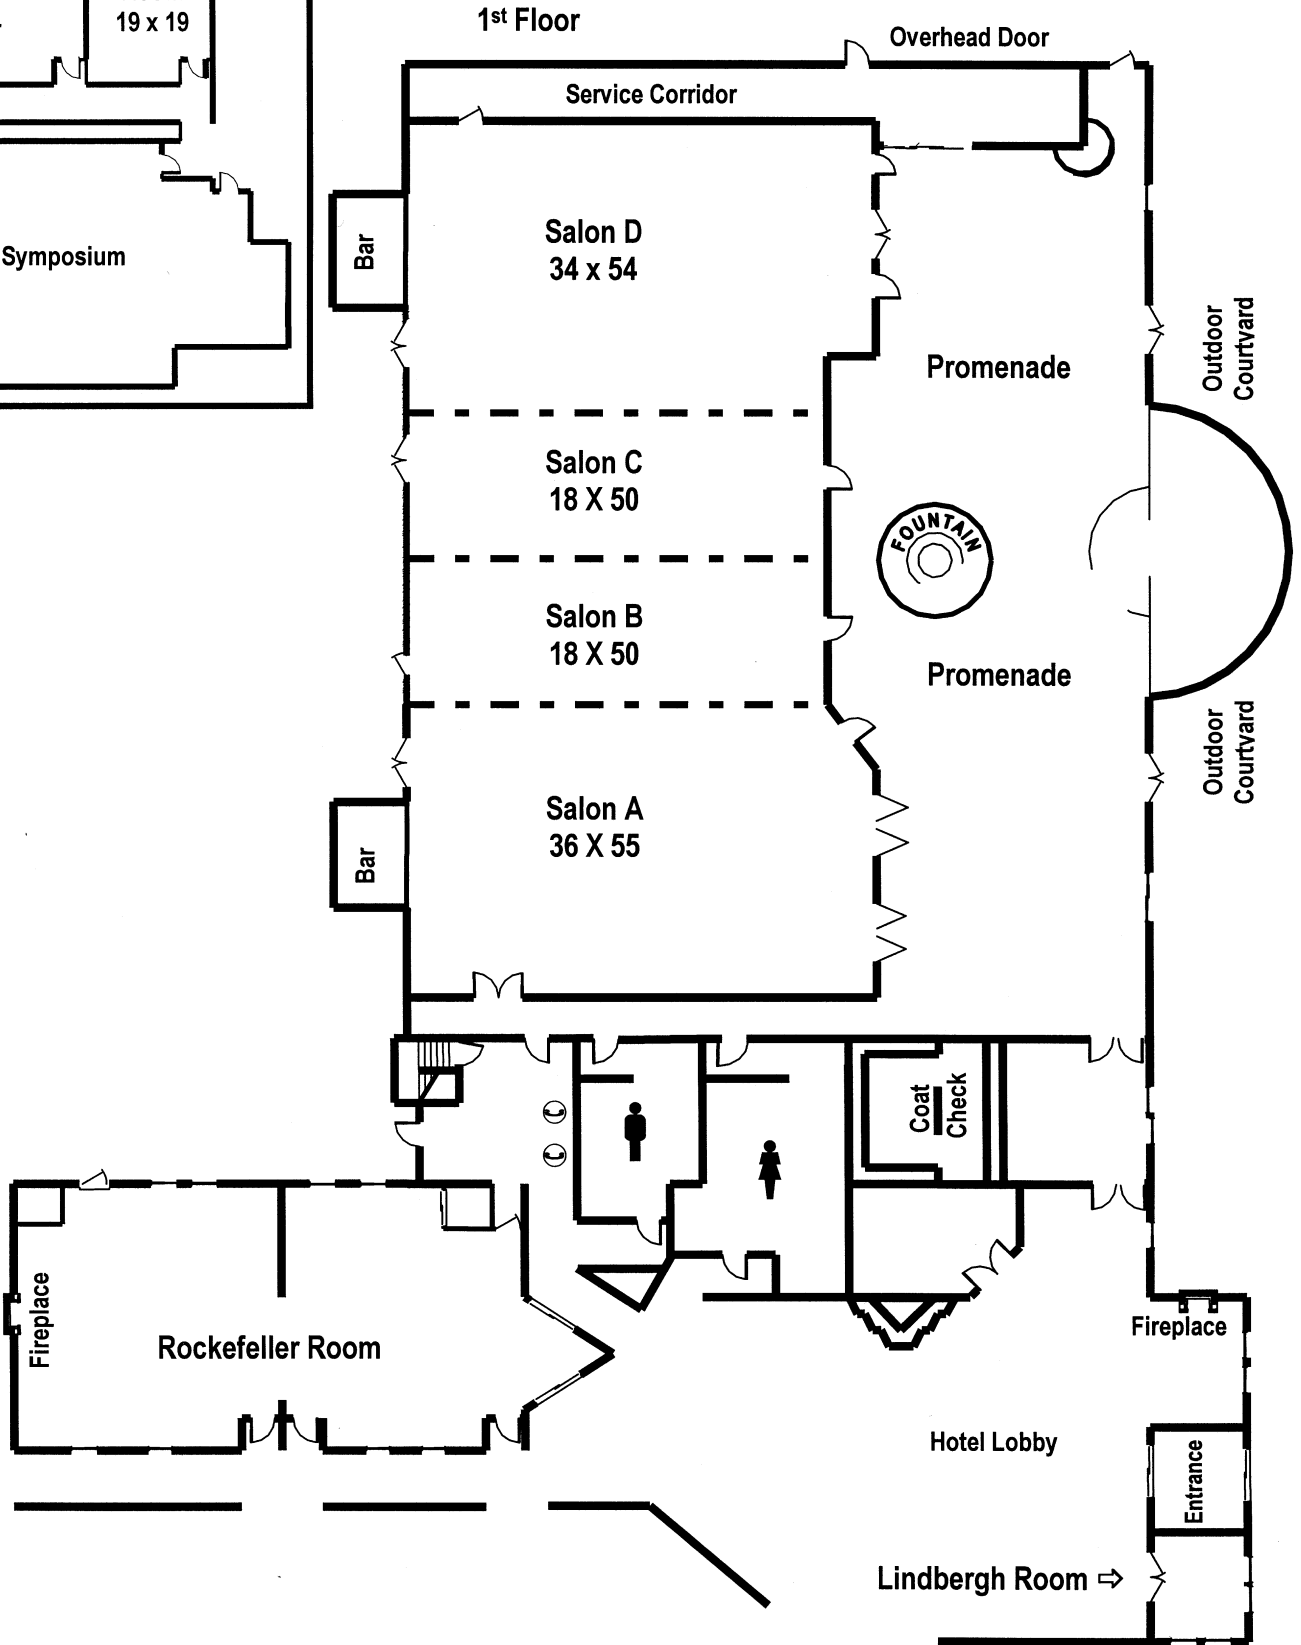 19 x 19
1st Floor
Overhead Door
Service Corridor
Symposium
Bar
Salon D
34 x 54
Promenade
Outdoor
Courtyard
Salon C
18 X 50
FOUNTAIN
Salon B
18 X 50
Promenade
Outdoor
Courtyard
Salon A
36 X 55
Bar
Coat
Check
Fireplace
Rockefeller Room
Fireplace
Hotel Lobby
Entrance
Lindbergh Room